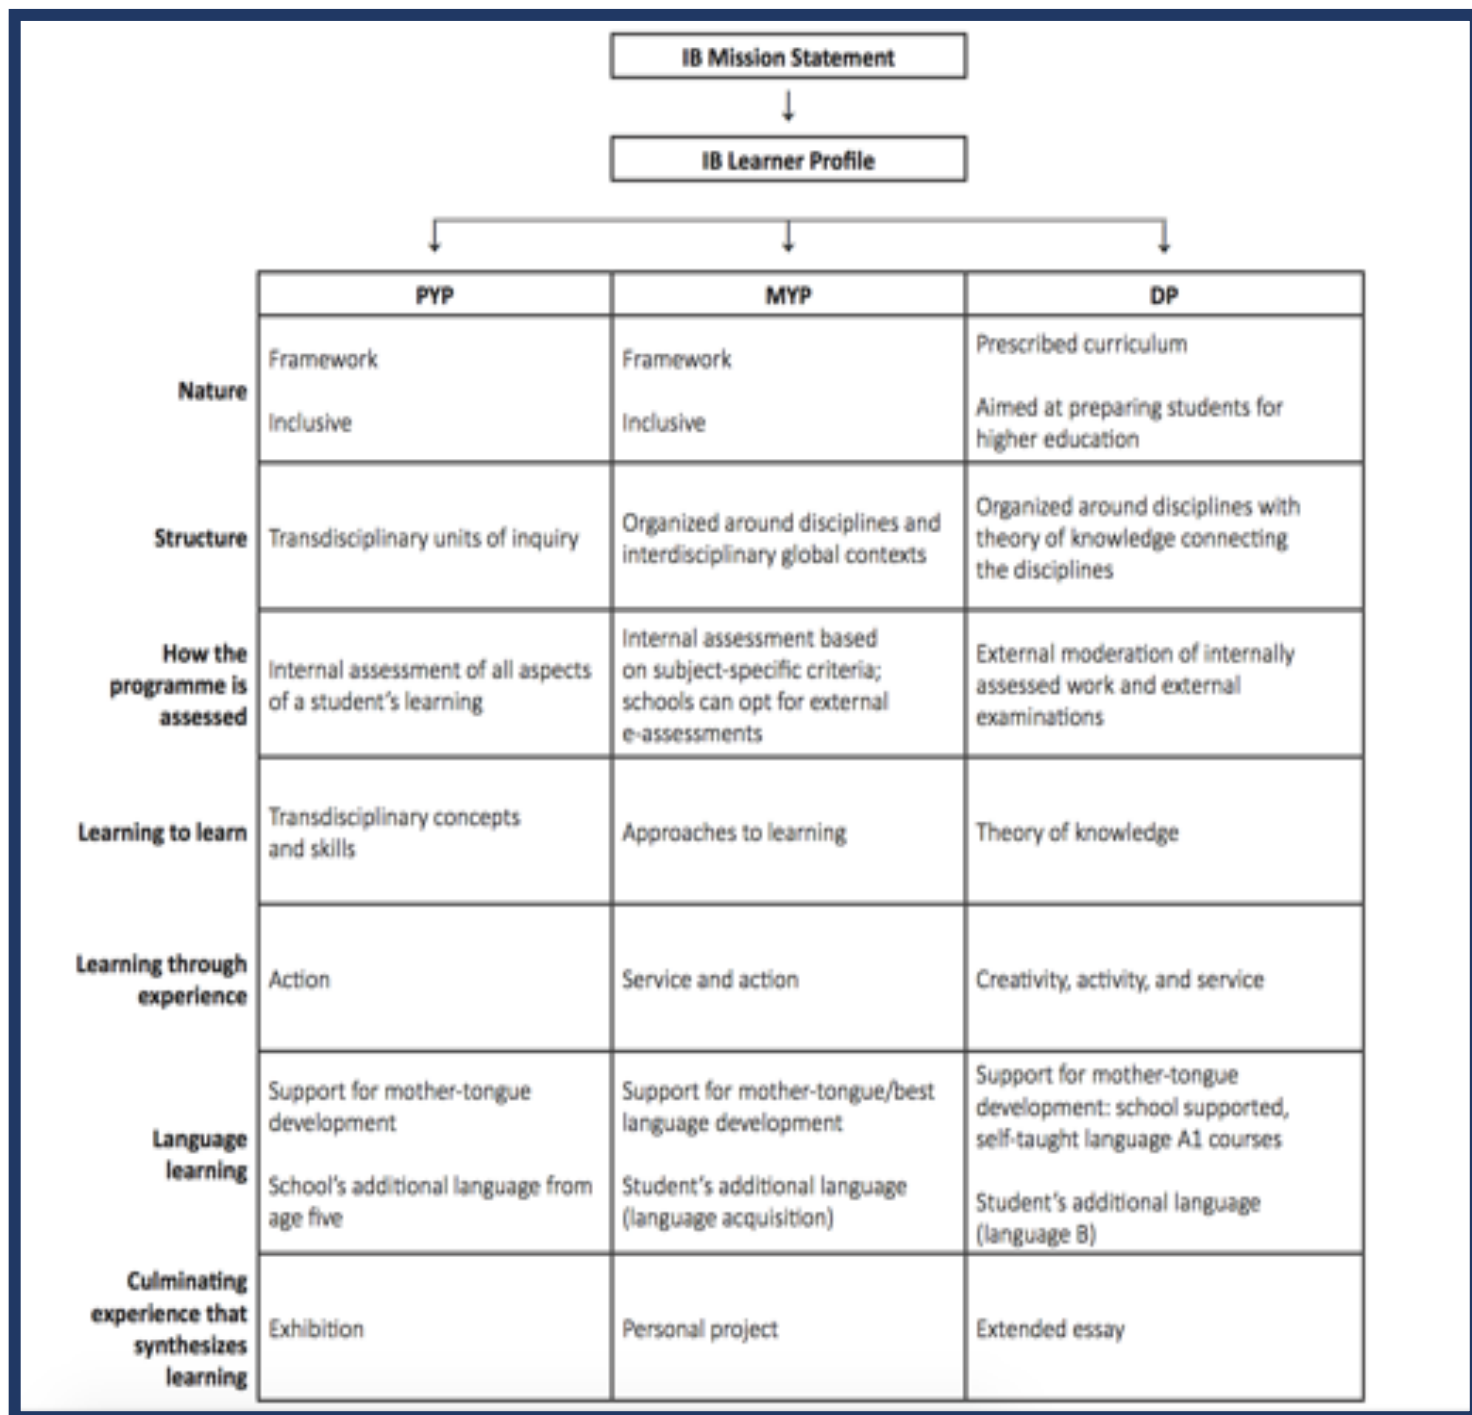 IB Mission Statement
IB Learner Profile
PYP
MYP
DP
Nature
Framework
Inclusive
Framework
Inclusive
Prescribed curriculum
Aimed at preparing students for
higher education
Structure
Transdisciplinary units of inquiry
Organized around disciplines and
interdisciplinary global contexts
Organized around disciplines with
theory of knowledge connecting
the disciplines
How the
programme is
assessed
Internal assessment of all aspects
of a student's learning
Internal assessment based
on subject-specific criteria;
schools can opt for external
e-assessments
External moderation of internally
assessed work and external
examinations
Learning to learn
Transdisciplinary concepts
and skills
Approaches to learning
Theory of knowledge
Learning through
experience
Action
Service and action
Creativity, activity, and service
Language
learning
Support for mother-tongue
development
School's additional language from
age five
Support for mother-tongue/best
language development
Student's additional language
(language acquisition)
Support for mother-tongue
development: school supported,
self-taught language A1 courses
Student's additional language
(language B)
Culminating
experience that
synthesizes
learning
Exhibition
Personal project
Extended essay